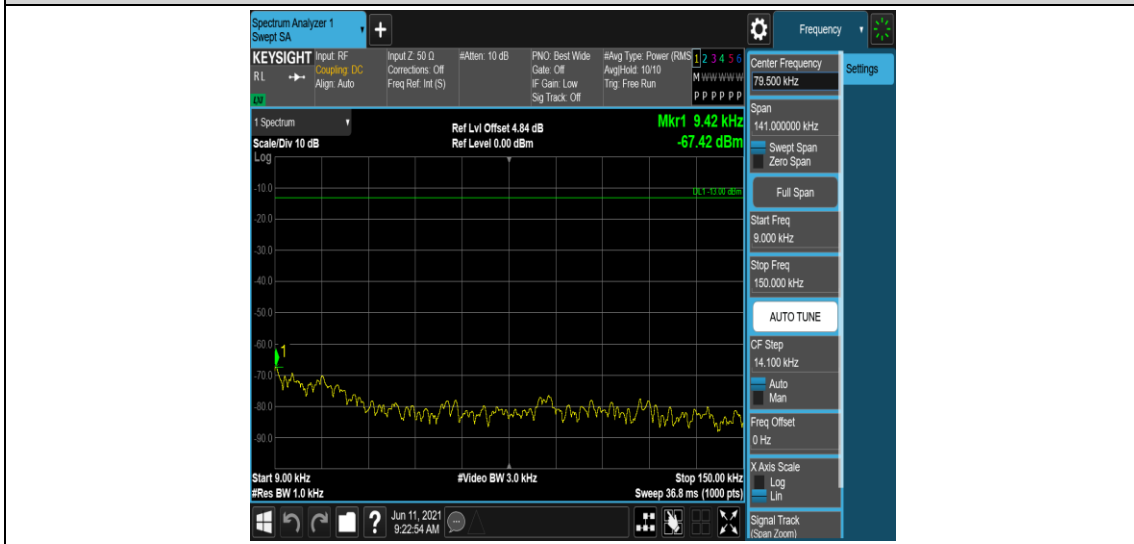 Spectrum Analyzer 1
Swept SA
Frequency
KEYSIGHT
RL
LXI
Input: RF
Coupling: DC
Align: Auto
Input Z: 50 Ω
Corrections: Off
Freq Ref: Int (S)
#Atten: 10 dB
PNO: Best Wide
Gate: Off
IF Gain: Low
Sig Track: Off
#Avg Type: Power (RMS
Avg|Hold: 10/10
Trig: Free Run
1 2 3 4 5 6
M W W W W W
P P P P P P
Center Frequency
79.500 kHz
Settings
Span
141.000000 kHz
Swept Span
Zero Span
Full Span
Start Freq
9.000 kHz
Stop Freq
150.000 kHz
AUTO TUNE
CF Step
14.100 kHz
Auto
Man
Freq Offset
0 Hz
X Axis Scale
Log
Lin
Signal Track
(Span Zoom)
1 Spectrum
Scale/Div 10 dB
Log
Ref Lvl Offset 4.84 dB
Ref Level 0.00 dBm
Mkr1 9.42 kHz
-67.42 dBm
DL1 -13.00 dBm
-10.0
-20.0
-30.0
-40.0
-50.0
-60.0
1
-70.0
-80.0
-90.0
Start 9.00 kHz
#Res BW 1.0 kHz
#Video BW 3.0 kHz
Stop 150.00 kHz
Sweep 36.8 ms (1000 pts)
?
Jun 11, 2021
9:22:54 AM